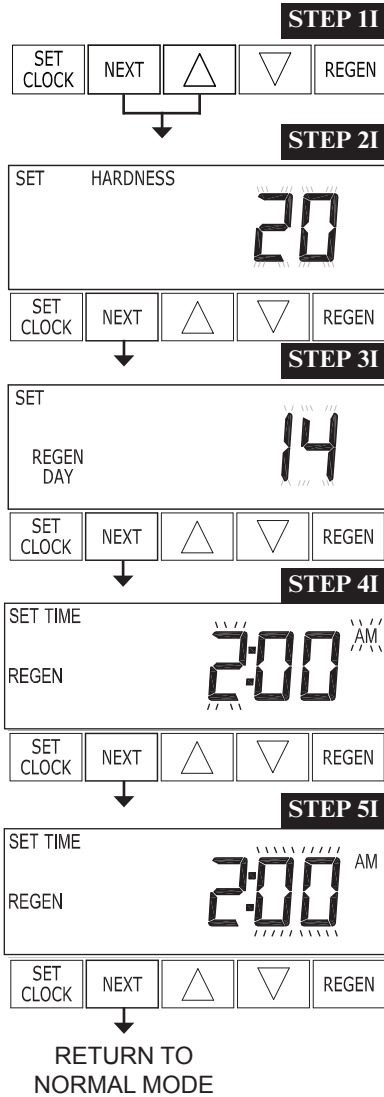 STEP 1I
SET CLOCK NEXT △ ▽ REGEN
STEP 2I
SET HARDNESS
20
SET CLOCK NEXT △ ▽ REGEN
STEP 3I
SET
14
REGEN DAY
SET CLOCK NEXT △ ▽ REGEN
STEP 4I
SET TIME
2:00 AM
REGEN
SET CLOCK NEXT △ ▽ REGEN
STEP 5I
SET TIME
2:00 AM
REGEN
SET CLOCK NEXT △ ▽ REGEN
RETURN TO
NORMAL MODE